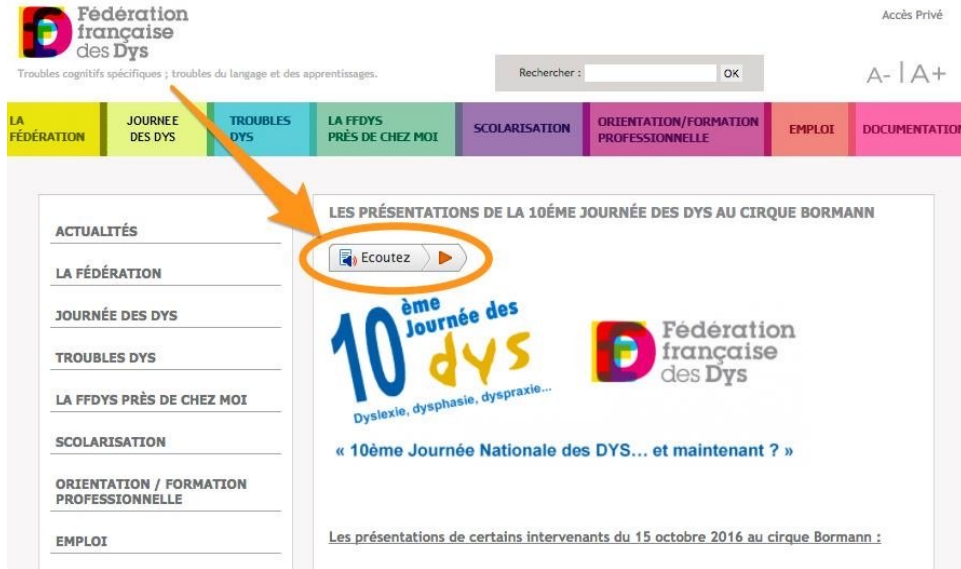 Fédération
française
des Dys
Accès Privé
Troubles cognitifs spécifiques ; troubles du langage et des apprentissages.
Rechercher :
OK
A- | A+
LA
FÉDÉRATION
JOURNEE
DES DYS
TROUBLES
DYS
LA FFDYS
PRÈS DE CHEZ MOI
SCOLARISATION
ORIENTATION/FORMATION
PROFESSIONNELLE
EMPLOI
DOCUMENTATION
ACTUALITÉS
LA FÉDÉRATION
JOURNÉE DES DYS
TROUBLES DYS
LA FFDYS PRÈS DE CHEZ MOI
SCOLARISATION
ORIENTATION / FORMATION
PROFESSIONNELLE
EMPLOI
LES PRÉSENTATIONS DE LA 10ÉME JOURNÉE DES DYS AU CIRQUE BORMANN
Ecoutez
10ème
Journée des
dys
Dyslexie, dysphasie, dyspraxie...
Fédération
française
des Dys
« 10ème Journée Nationale des DYS... et maintenant ? »
Les présentations de certains intervenants du 15 octobre 2016 au cirque Bormann :